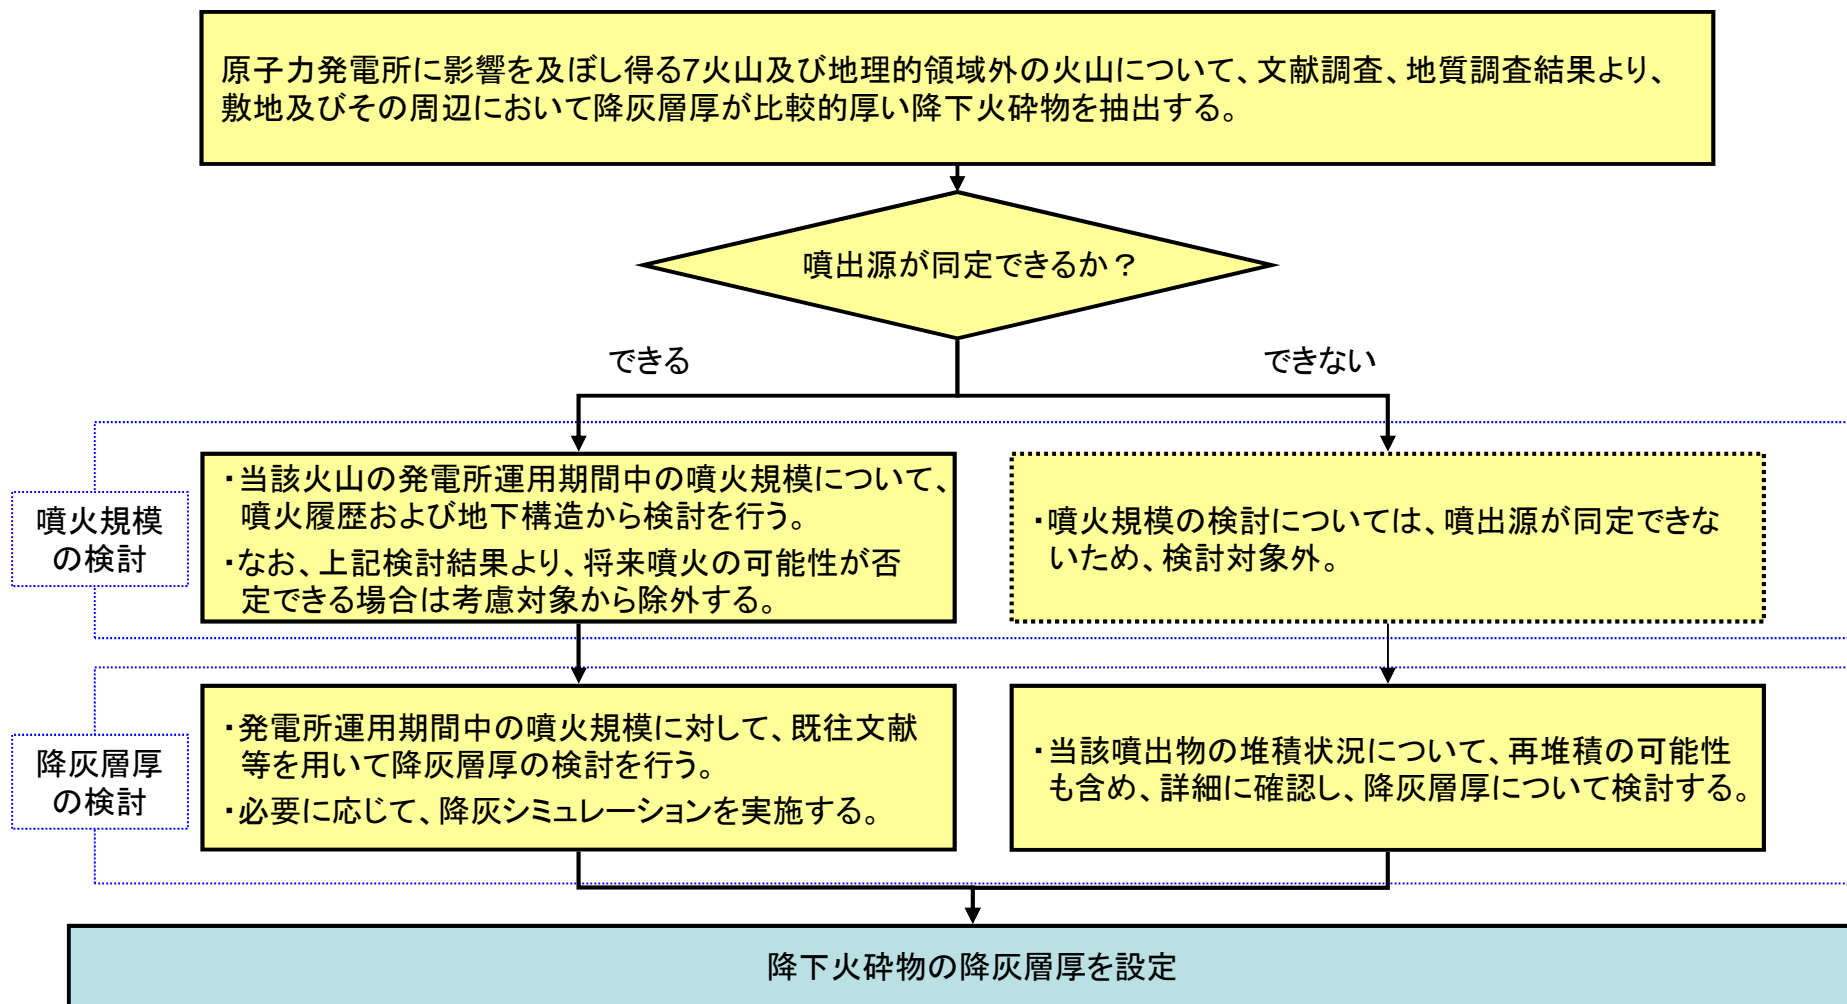 原子力発電所に影響を及ぼし得る7火山及び地理的領域外の火山について、文献調査、地質調査結果より、
敷地及びその周辺において降灰層厚が比較的厚い降下火砕物を抽出する。
噴出源が同定できるか？
できる
できない
噴火規模
の検討
・当該火山の発電所運用期間中の噴火規模について、
噴火履歴および地下構造から検討を行う。
・なお、上記検討結果より、将来噴火の可能性が否
定できる場合は考慮対象から除外する。
・噴火規模の検討については、噴出源が同定できな
いため、検討対象外。
降灰層厚
の検討
・発電所運用期間中の噴火規模に対して、既往文献
等を用いて降灰層厚の検討を行う。
・必要に応じて、降灰シミュレーションを実施する。
・当該噴出物の堆積状況について、再堆積の可能性
も含め、詳細に確認し、降灰層厚について検討する。
降下火砕物の降灰層厚を設定